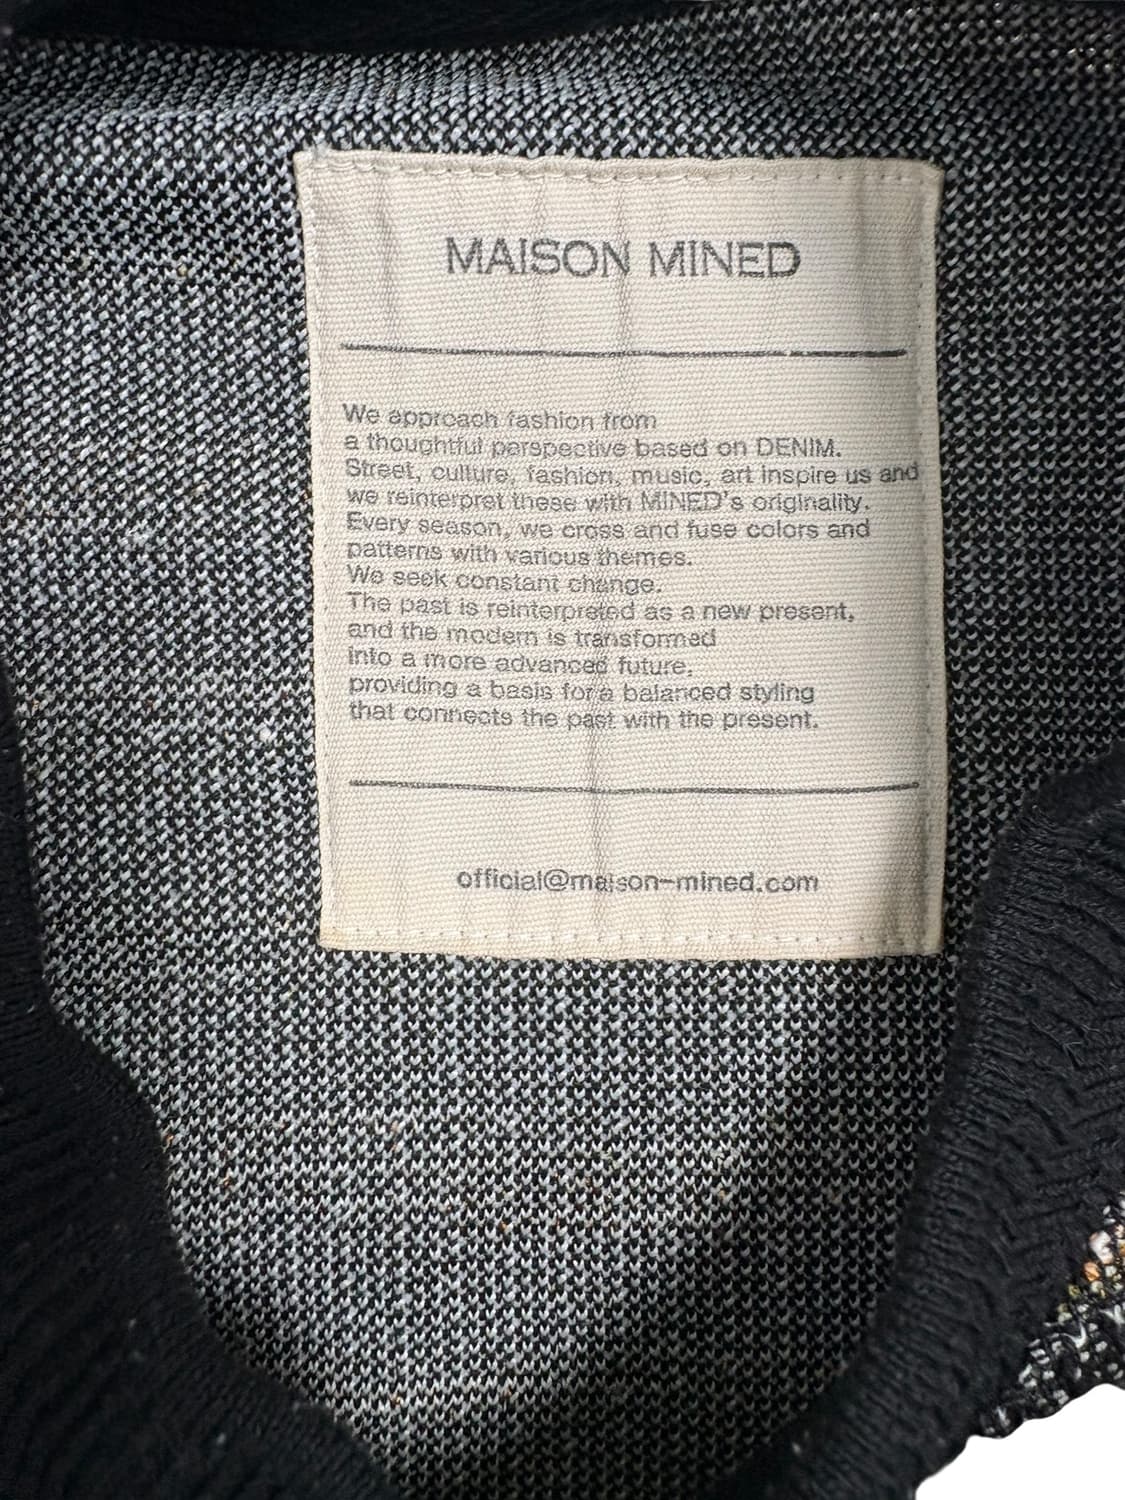 MAISON MINED
We approach fashion from
a thoughtful perspective based on DENIM.
Street, culture, fashion, music, art inspire us and
we reinterpret these with MINED's originality.
Every season, we cross and fuse colors and
patterns with various themes.
We seek constant change.
The past is reinterpreted as a new present,
and the modern is transformed
into a more advanced future,
providing a basis for a balanced styling
that connects the past with the present.
official@maison-mined.com